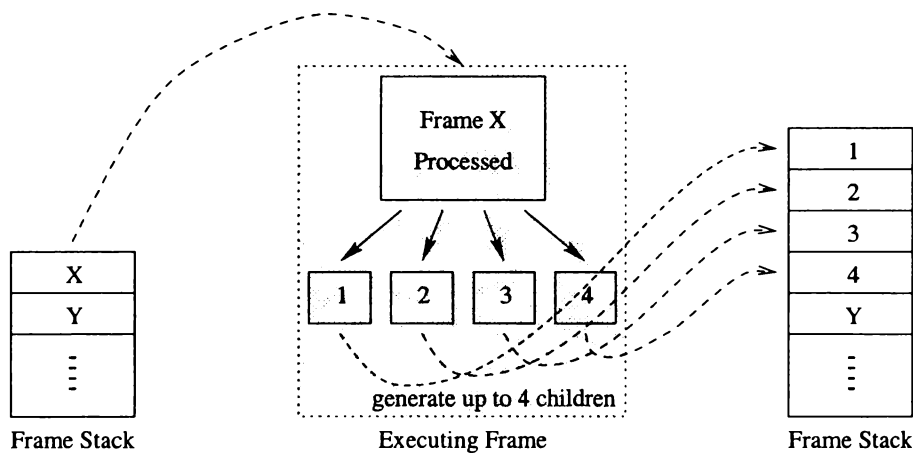 X
Y
Frame Stack
Frame X
Processed
1
2
3
4
generate up to 4 children
Executing Frame
1
2
3
4
Y
Frame Stack